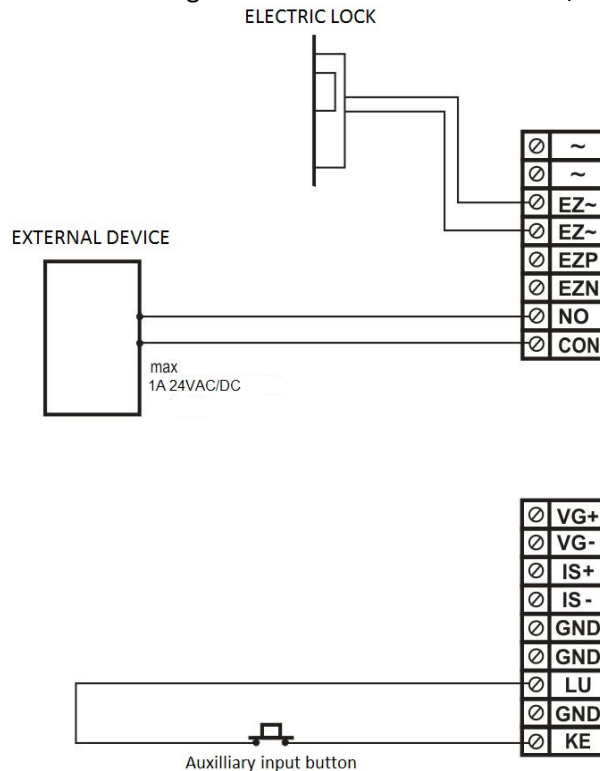 ELECTRIC LOCK
~
~
EZ~
EZ~
EZP
EZN
NO
CON
EXTERNAL DEVICE
max
1A 24VAC/DC
VG+
VG-
IS+
IS -
GND
GND
LU
GND
KE
Auxilliary input button